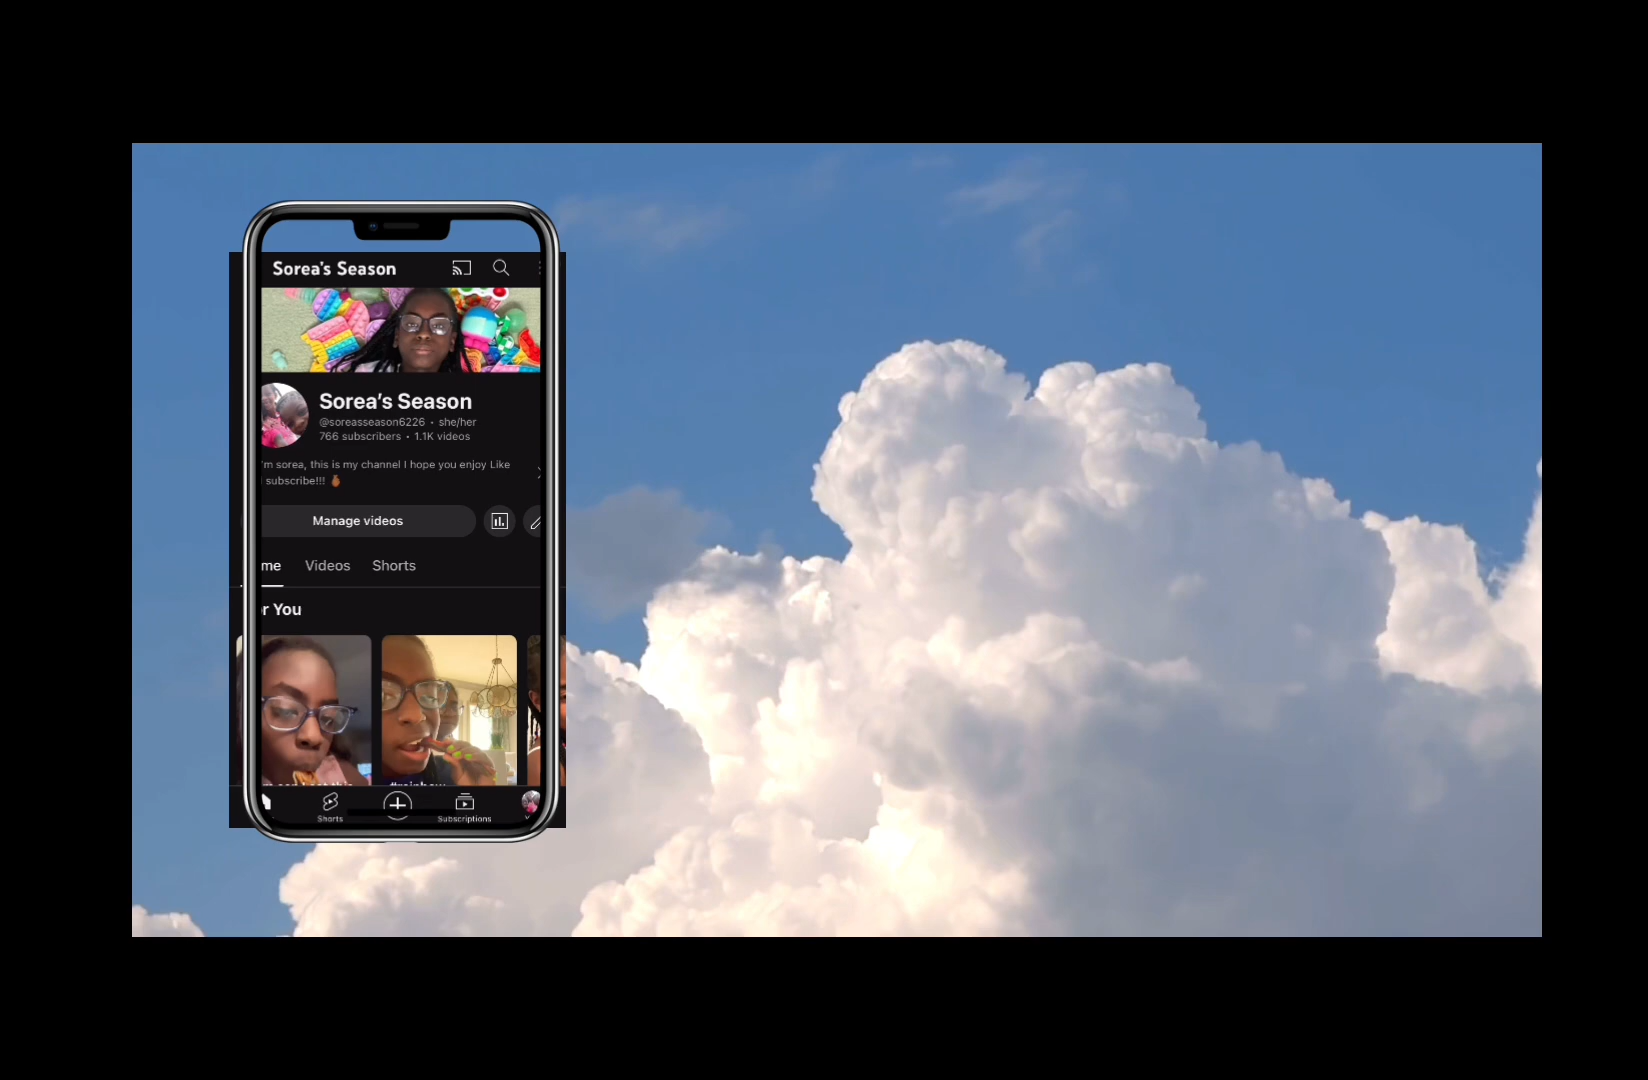 Sorea's Season
Sorea's Season
@soreasseason6226 • she/her
766 subscribers • 1.1K videos
'm sorea, this is my channel I hope you enjoy Like
subscribe!!!
Manage videos
me Videos Shorts
r You
#rainbow
Shorts
Subscriptions